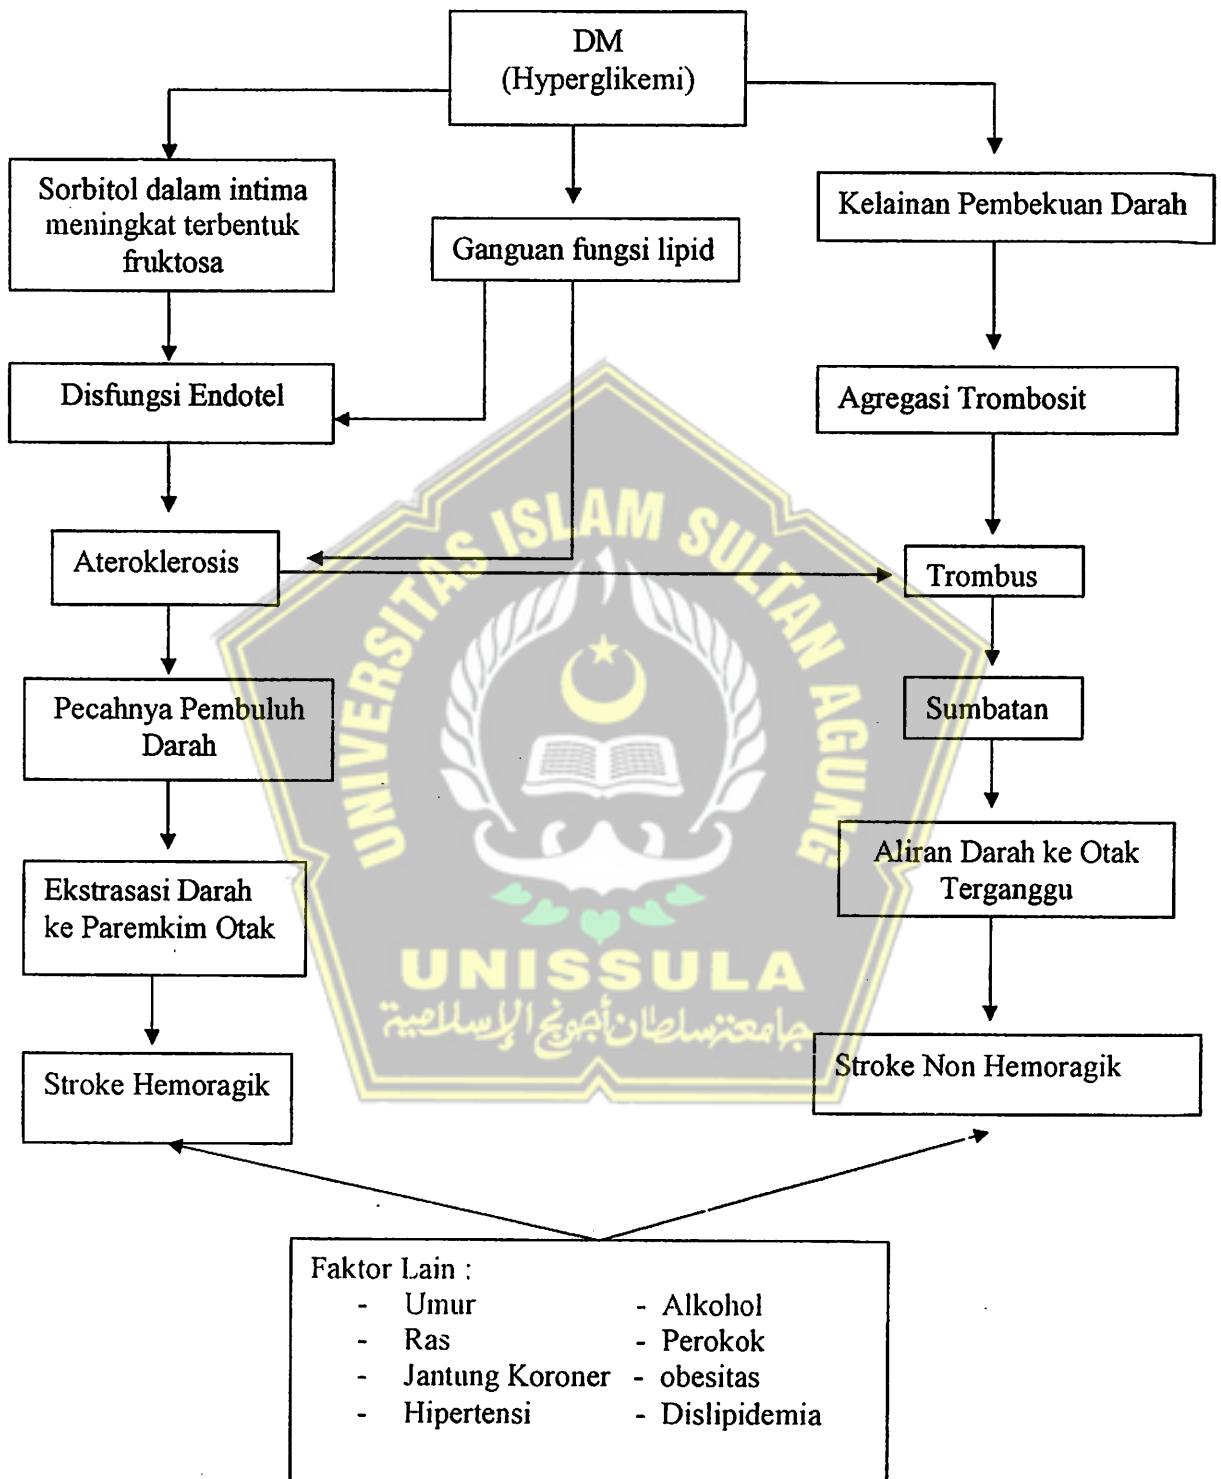 DM
(Hyperglikemi)
Sorbitol dalam intima
meningkat terbentuk
fruktosa
Ganguan fungsi lipid
Kelainan Pembekuan Darah
Disfungsi Endotel
Agregasi Trombosit
Ateroklerosis
Trombus
Pecahnya Pembuluh
Darah
Sumbatan
Ekstrasasi Darah
ke Paremkim Otak
Aliran Darah ke Otak
Terganggu
Stroke Hemoragik
Stroke Non Hemoragik
UNIVERSITAS ISLAM SULTAN AGUNG
UNISSULA
جامعة سلطان أجونج الإسلامية
Faktor Lain :
- Umur - Alkohol
- Ras - Perokok
- Jantung Koroner - obesitas
- Hipertensi - Dislipidemia